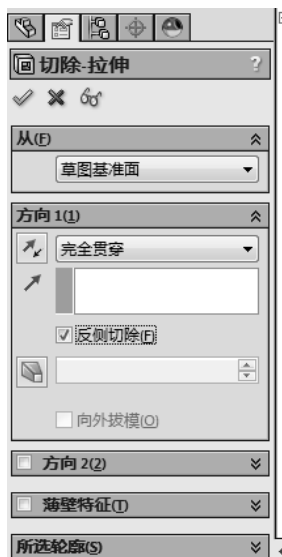 切除-拉伸 ?
从(F)
草图基准面
方向 1(1)
完全贯穿
反侧切除(F)
向外拔模(O)
方向 2(2)
薄壁特征(T)
所选轮廓(S)